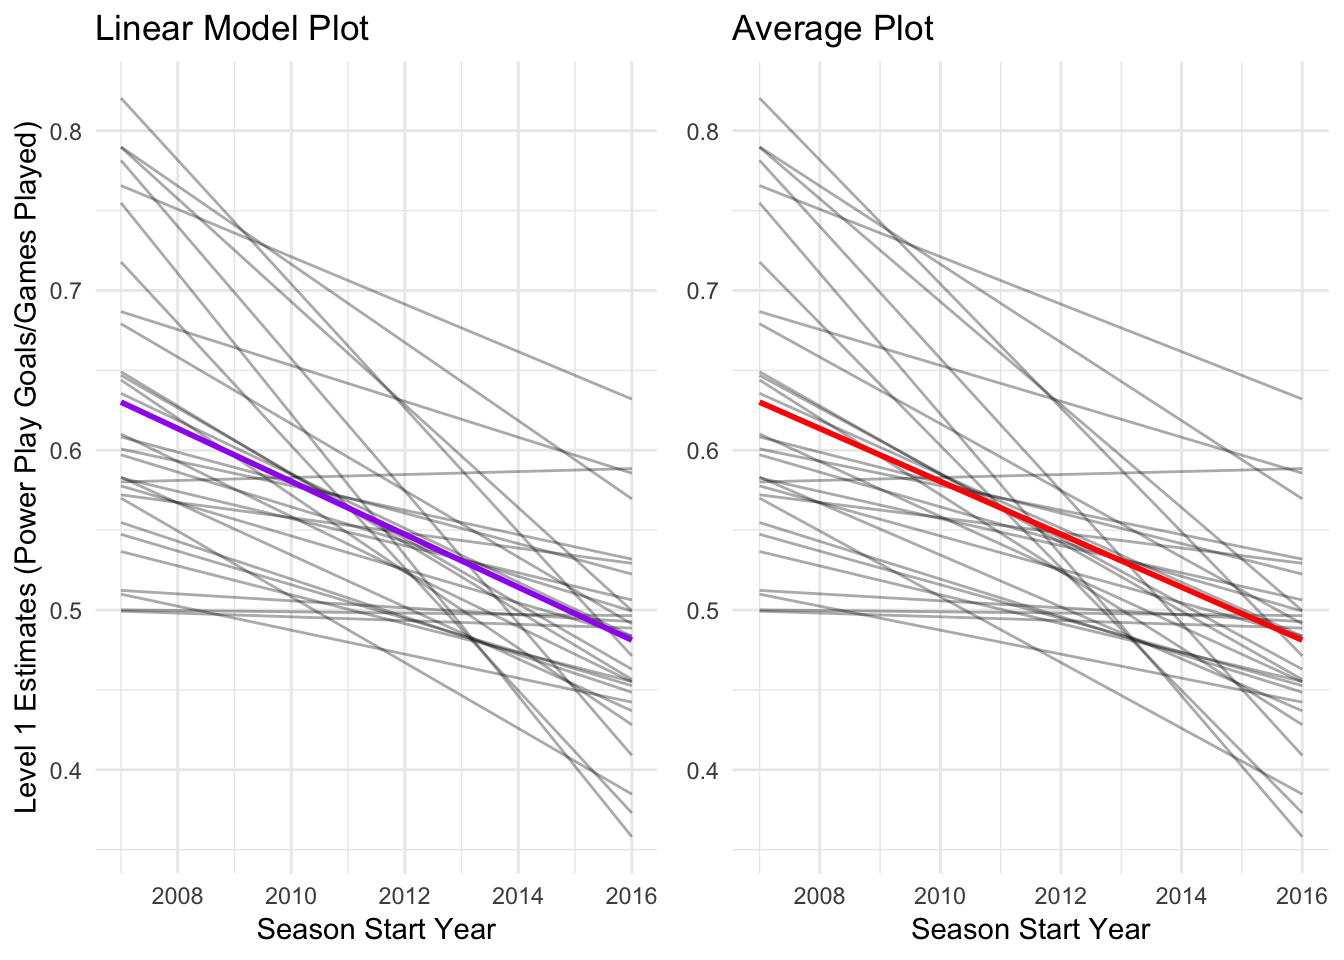 Linear Model Plot
Average Plot
Level 1 Estimates (Power Play Goals/Games Played)
0.8
0.7
0.6
0.5
0.4
0.8
0.7
0.6
0.5
0.4
2008 2010 2012 2014 2016
2008 2010 2012 2014 2016
Season Start Year
Season Start Year